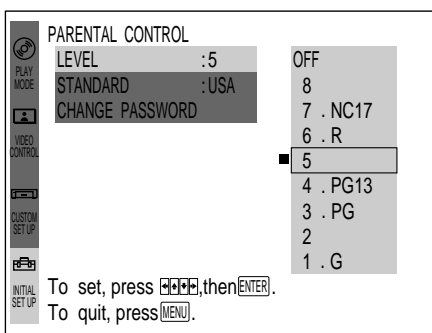 PARENTAL CONTROL
LEVEL :5
STANDARD :USA
CHANGE PASSWORD
OFF
8
7 . NC17
6 . R
5
4 . PG13
3 . PG
2
1 . G
PLAY
MODE
VIDEO
CONTROL
CUSTOM
SET UP
INITIAL
SET UP
To set, press ,then ENTER.
To quit, press MENU.